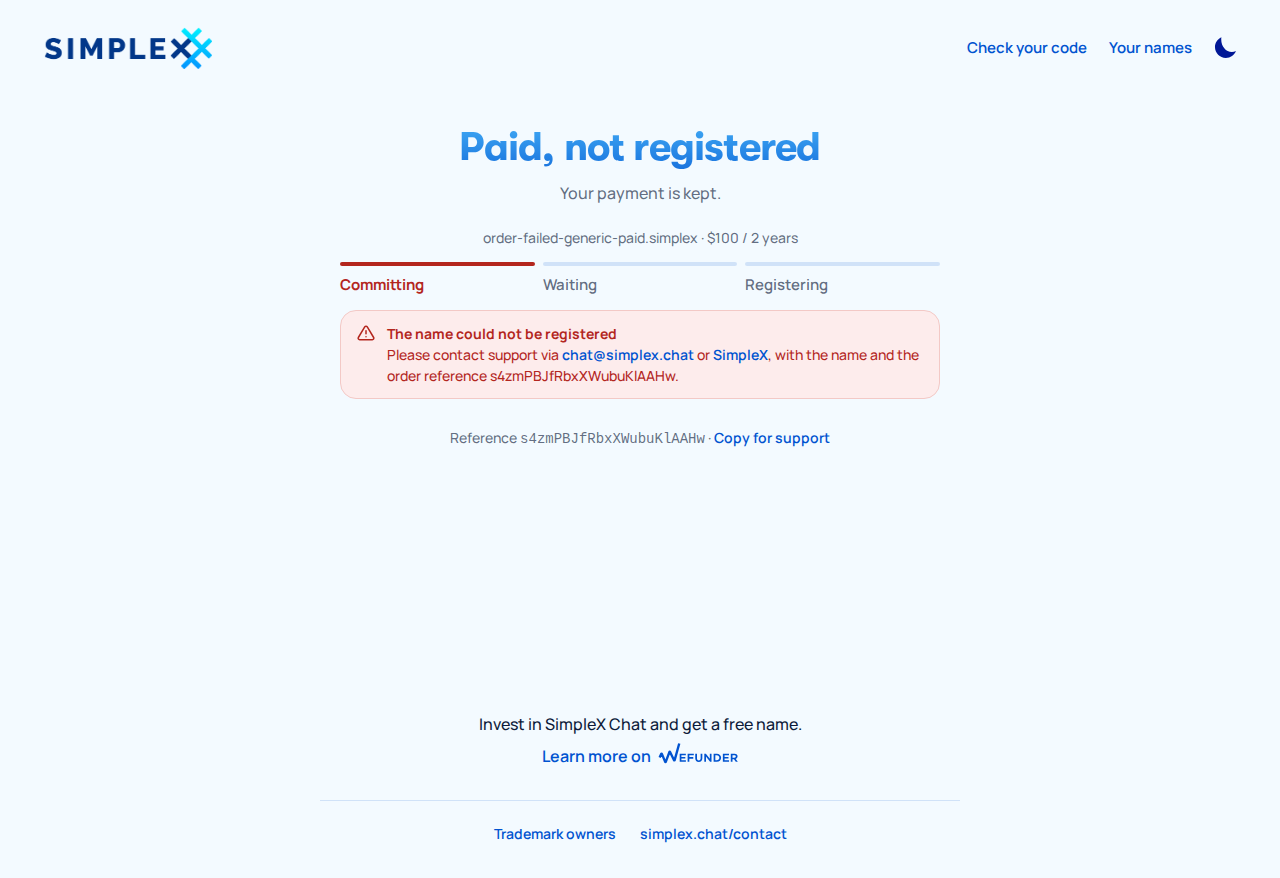 SIMPLEX
Check your code
Your names
Paid, not registered
Your payment is kept.
order-failed-generic-paid.simplex · $100 / 2 years
Committing
Waiting
Registering
The name could not be registered
Please contact support via chat@simplex.chat or SimpleX, with the name and the
order reference s4zmPBJfRbxXWubuKlAAHw.
Reference s4zmPBJfRbxXWubuKlAAHw · Copy for support
Invest in SimpleX Chat and get a free name.
Learn more on WEFUNDER
Trademark owners
simplex.chat/contact